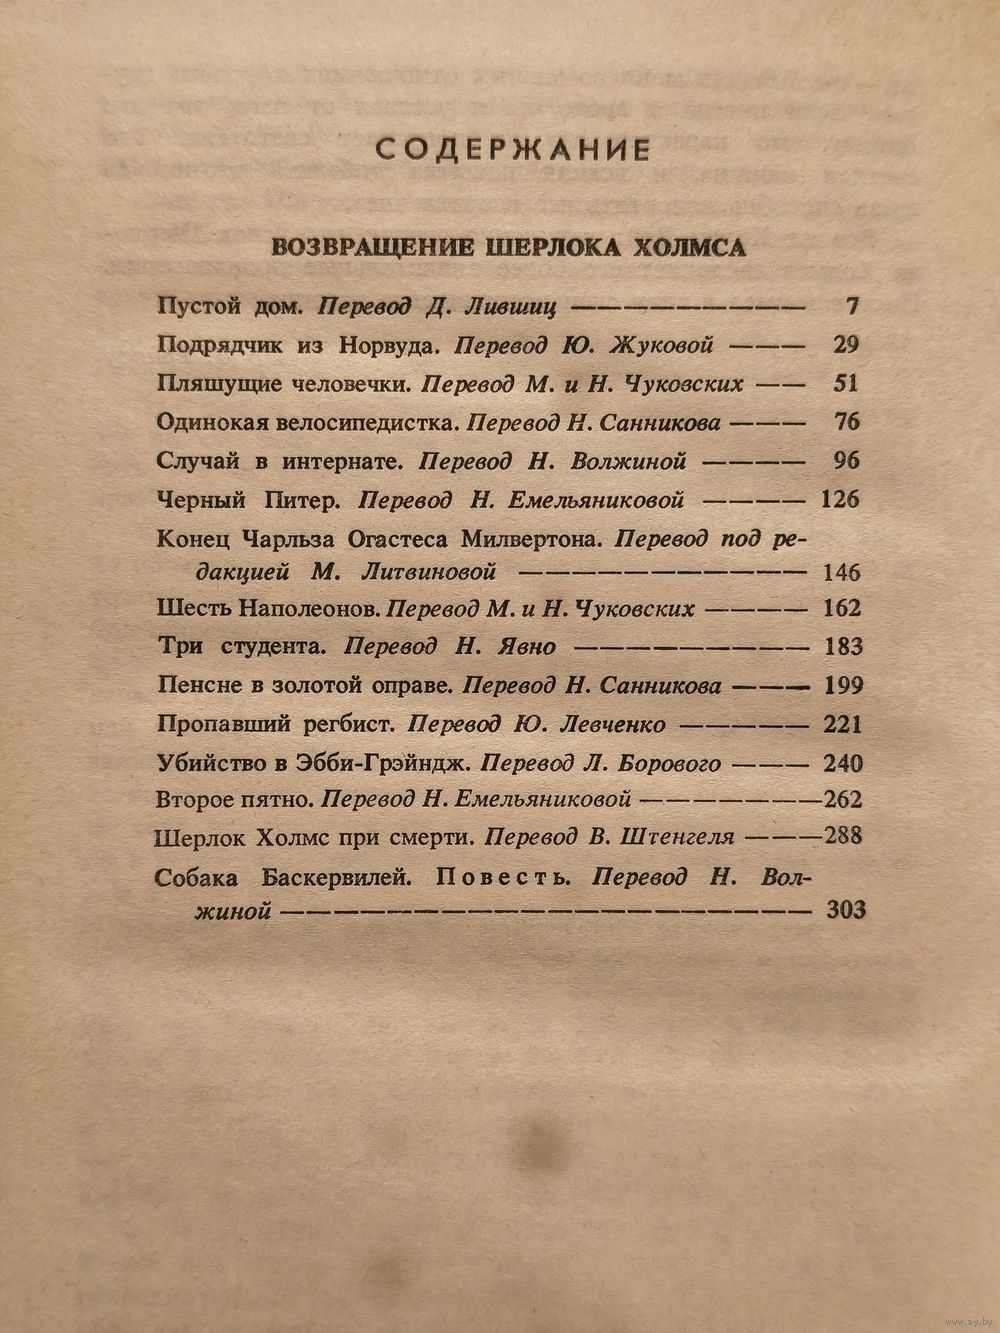 СОДЕРЖАНИЕ
ВОЗВРАЩЕНИЕ ШЕРЛОКА ХОЛМСА
Пустой дом. Перевод Д. Лившиц ————————— 7
Подрядчик из Норвуда. Перевод Ю. Жуковой ——— 29
Пляшущие человечки. Перевод М. и Н. Чуковских —— 51
Одинокая велосипедистка. Перевод Н. Санникова ——— 76
Случай в интернате. Перевод Н. Волжиной ———— 96
Черный Питер. Перевод Н. Емельяниковой ———— 126
Конец Чарльза Огастеса Милвертона. Перевод под ре-
дакцией М. Литвиновой ——————————— 146
Шесть Наполеонов. Перевод М. и Н. Чуковских ———— 162
Три студента. Перевод Н. Явно ————————— 183
Пенсне в золотой оправе. Перевод Н. Санникова ——— 199
Пропавший регбист. Перевод Ю. Левченко ————— 221
Убийство в Эбби-Грэйндж. Перевод Л. Борового ——— 240
Второе пятно. Перевод Н. Емельяниковой ———————262
Шерлок Холмс при смерти. Перевод В. Штенгеля ———288
Собака Баскервилей. Повесть. Перевод Н. Вол-
жиной ———————————————————— 303
www.ay.by